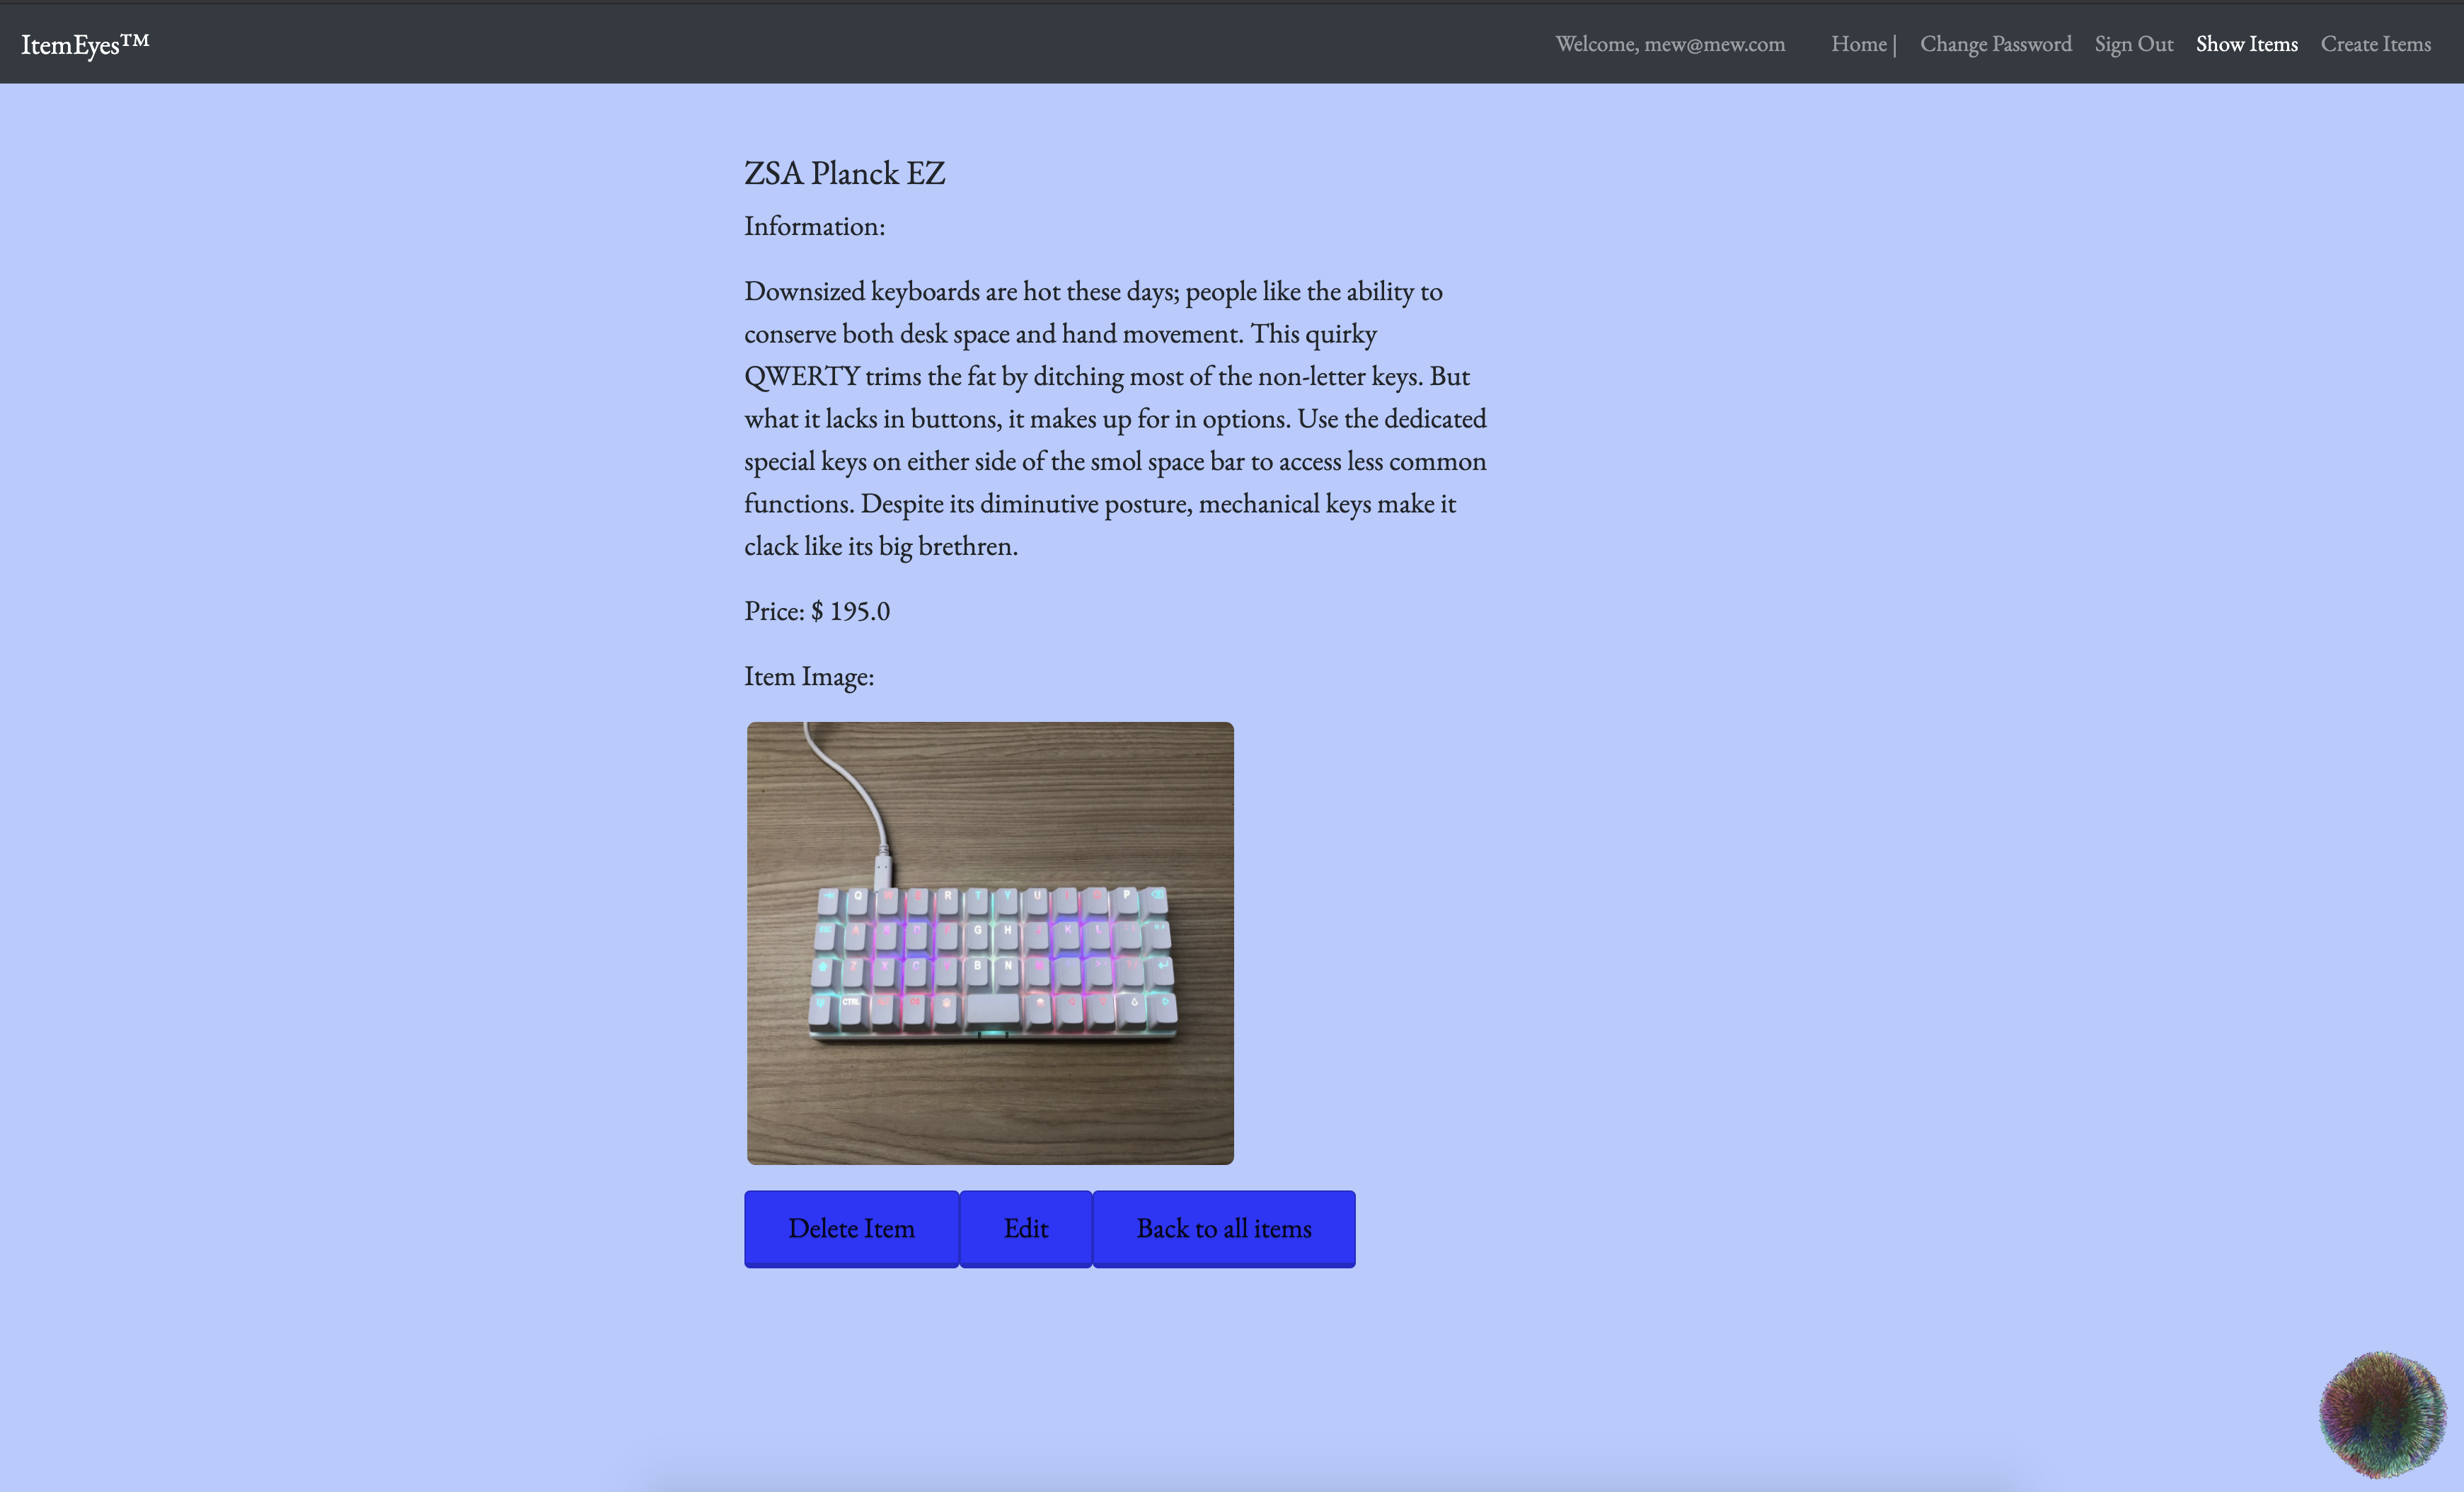 ItemEyes™
Welcome, mew@mew.com Home | Change Password Sign Out Show Items Create Items
ZSA Planck EZ
Information:
Downsized keyboards are hot these days; people like the ability to
conserve both desk space and hand movement. This quirky
QWERTY trims the fat by ditching most of the non-letter keys. But
what it lacks in buttons, it makes up for in options. Use the dedicated
special keys on either side of the smol space bar to access less common
functions. Despite its diminutive posture, mechanical keys make it
clack like its big brethren.
Price: $ 195.0
Item Image:
Q R T Y U P
A G H K L
Z C B N
CTRL
Delete Item Edit Back to all items